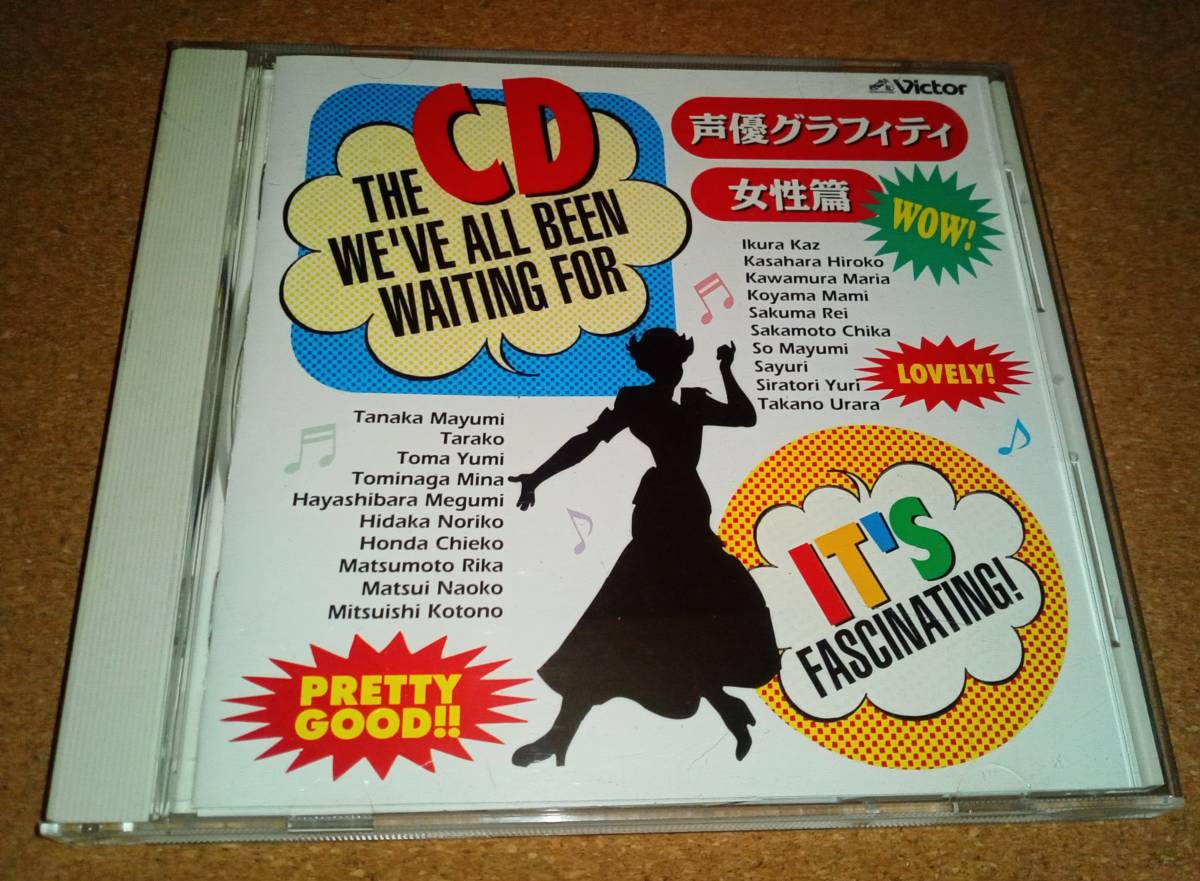 Victor
声優グラフィティ
女性篇
WOW!
THE CD
WE'VE ALL BEEN
WAITING FOR
Ikura Kaz
Kasahara Hiroko
Kawamura Maria
Koyama Mami
Sakuma Rei
Sakamoto Chika
So Mayumi
Sayuri
Siratori Yuri
Takano Urara
LOVELY!
Tanaka Mayumi
Tarako
Toma Yumi
Tominaga Mina
Hayashibara Megumi
Hidaka Noriko
Honda Chieko
Matsumoto Rika
Matsui Naoko
Mitsuishi Kotono
IT'S
FASCINATING!
PRETTY
GOOD!!